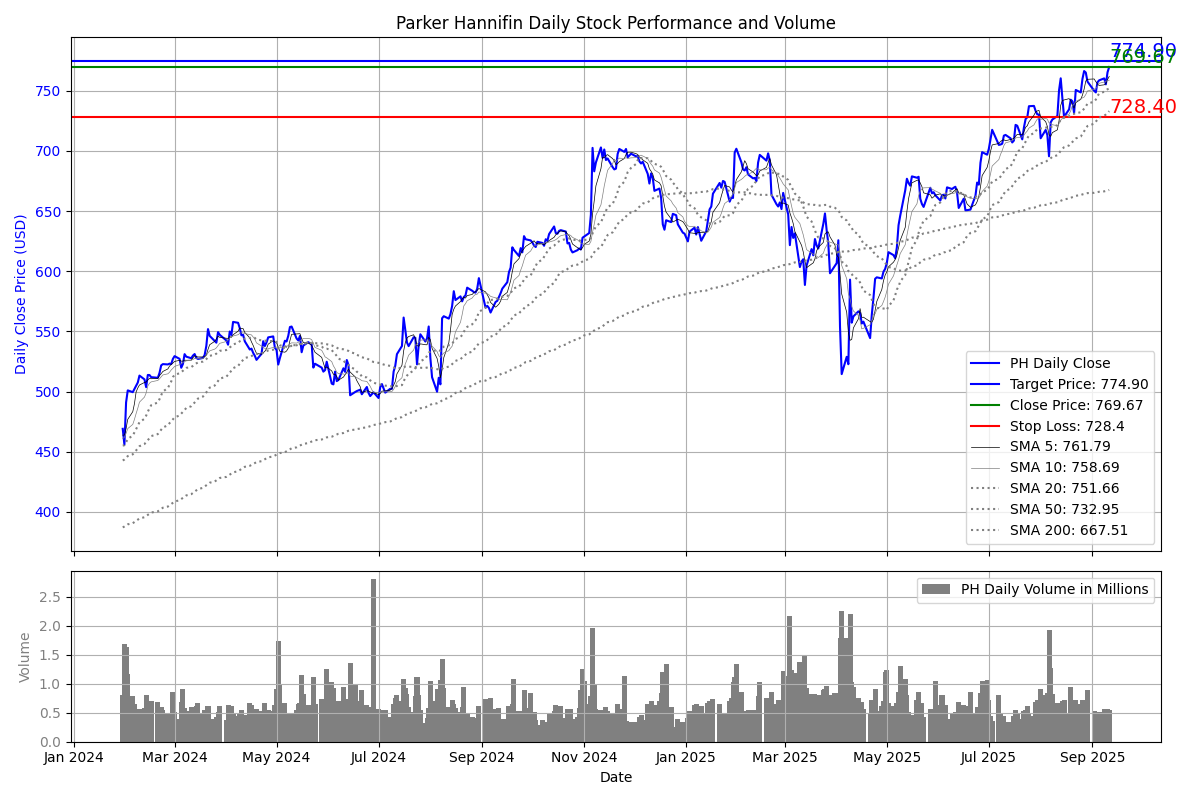 Parker Hannifin Daily Stock Performance and Volume
774.90
769.67
728.40
Daily Close Price (USD)
750
700
650
600
550
500
450
400
PH Daily Close
Target Price: 774.90
Close Price: 769.67
Stop Loss: 728.4
SMA 5: 761.79
SMA 10: 758.69
SMA 20: 751.66
SMA 50: 732.95
SMA 200: 667.51
Volume
2.5
2.0
1.5
1.0
0.5
0.0
PH Daily Volume in Millions
Jan 2024 Mar 2024 May 2024 Jul 2024 Sep 2024 Nov 2024 Jan 2025 Mar 2025 May 2025 Jul 2025 Sep 2025
Date